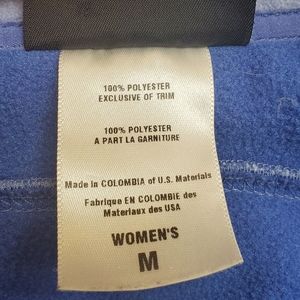 100% POLYESTER
EXCLUSIVE OF TRIM
100% POLYESTER
A PART LA GARNITURE
Made in COLOMBIA of U.S. Materials
Fabrique EN COLOMBIE des
Materiaux des USA
WOMEN'S
M